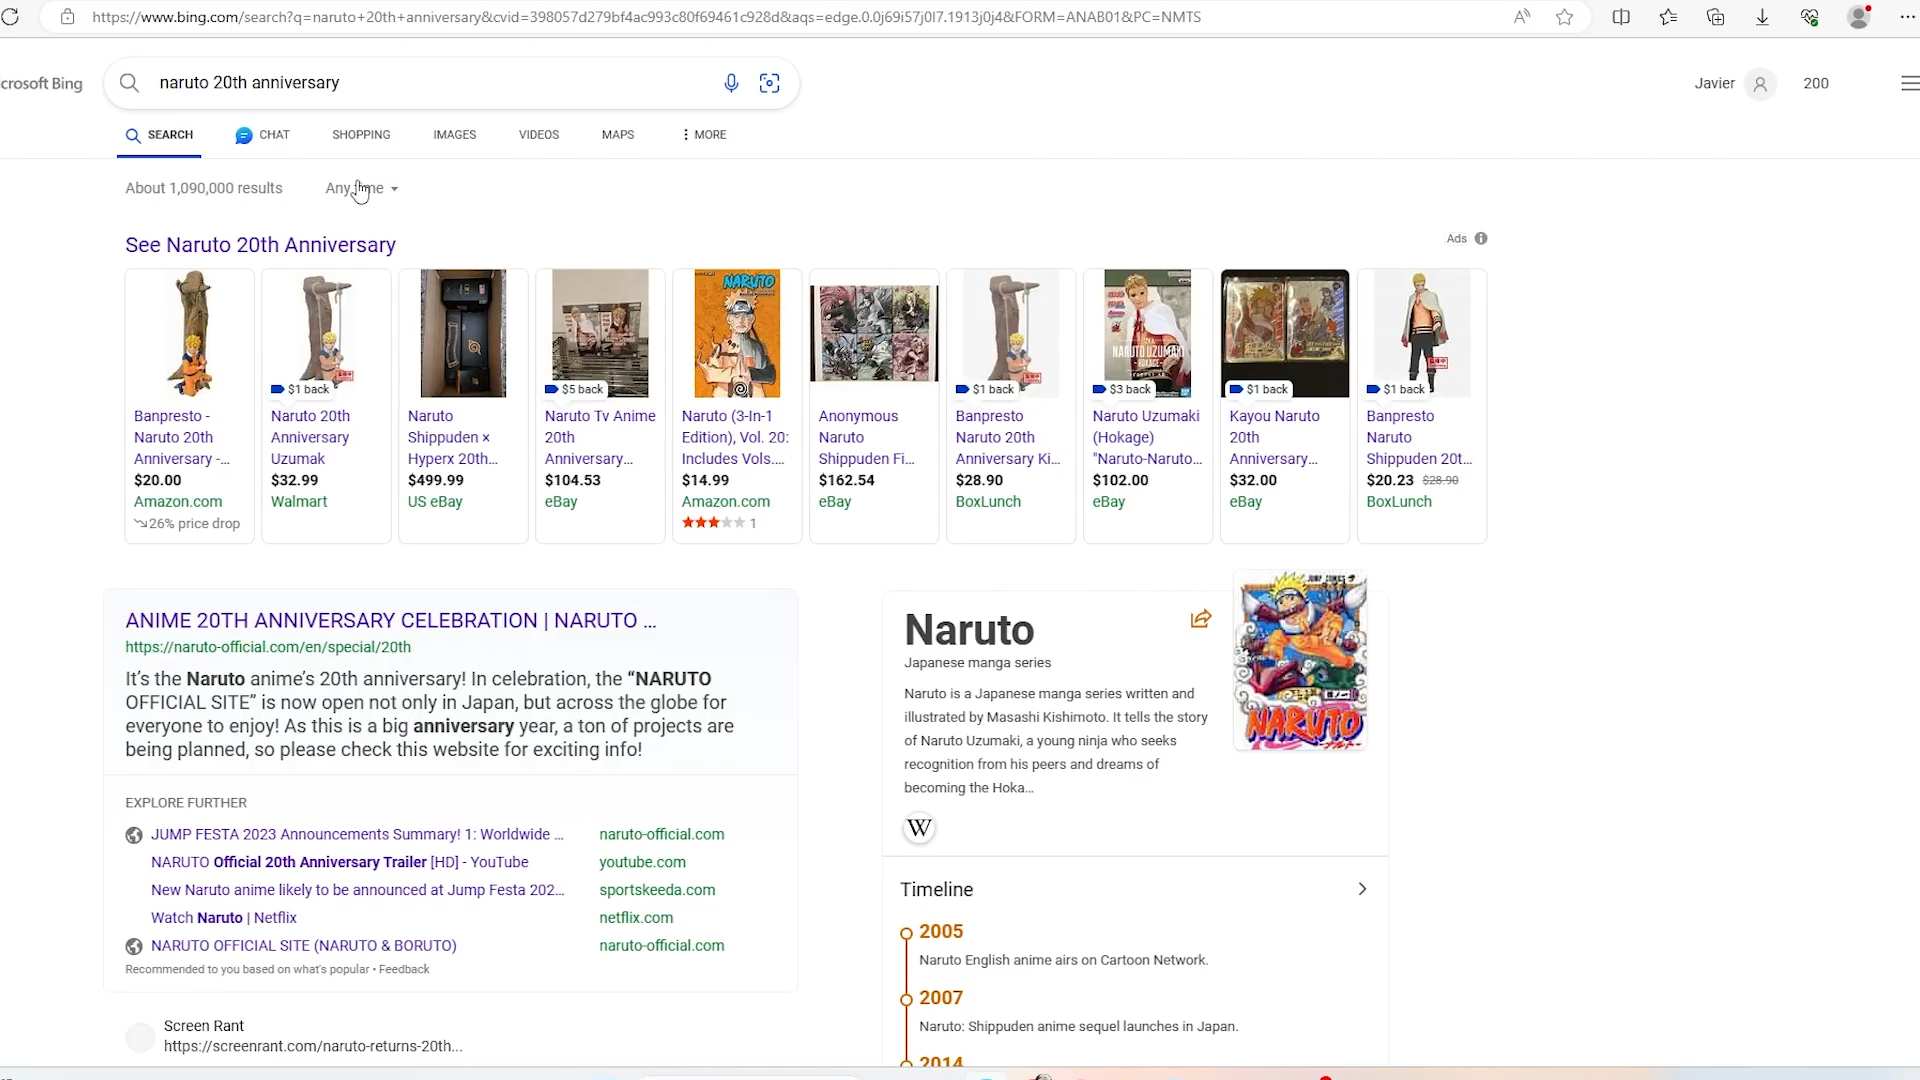 https://www.bing.com/search?q=naruto+20th+anniversary&cvid=398057d279bf4ac993c80f69461c928d&aqs=edge.0.0j69i57j0l7.1913j0j4&FORM=ANAB01&PC=NMTS
crosoft Bing
naruto 20th anniversary
Javier
200
SEARCH
CHAT
SHOPPING
IMAGES
VIDEOS
MAPS
MORE
About 1,090,000 results
Any time
See Naruto 20th Anniversary
Ads
Banpresto -
Naruto 20th
Anniversary -...
$20.00
Amazon.com
26% price drop
$1 back
Naruto 20th
Anniversary
Uzumak
$32.99
Walmart
Naruto
Shippuden ×
Hyperx 20th...
$499.99
US eBay
$5 back
Naruto Tv Anime
20th
Anniversary...
$104.53
eBay
NARUTO
Naruto (3-In-1
Edition), Vol. 20:
Includes Vols....
$14.99
Amazon.com
1
Anonymous
Naruto
Shippuden Fi...
$162.54
eBay
$1 back
Banpresto
Naruto 20th
Anniversary Ki...
$28.90
BoxLunch
NARUTO UZUMAKI
$3 back
Naruto Uzumaki
(Hokage)
"Naruto-Naruto...
$102.00
eBay
$1 back
Kayou Naruto
20th
Anniversary...
$32.00
eBay
$1 back
Banpresto
Naruto
Shippuden 20t...
$20.23 $28.90
BoxLunch
ANIME 20TH ANNIVERSARY CELEBRATION | NARUTO ...
https://naruto-official.com/en/special/20th
It's the Naruto anime's 20th anniversary! In celebration, the “NARUTO
OFFICIAL SITE” is now open not only in Japan, but across the globe for
everyone to enjoy! As this is a big anniversary year, a ton of projects are
being planned, so please check this website for exciting info!
EXPLORE FURTHER
JUMP FESTA 2023 Announcements Summary! 1: Worldwide ... naruto-official.com
NARUTO Official 20th Anniversary Trailer [HD] - YouTube youtube.com
New Naruto anime likely to be announced at Jump Festa 202... sportskeeda.com
Watch Naruto | Netflix netflix.com
NARUTO OFFICIAL SITE (NARUTO & BORUTO) naruto-official.com
Recommended to you based on what's popular • Feedback
Screen Rant
https://screenrant.com/naruto-returns-20th...
Naruto
Japanese manga series
Naruto is a Japanese manga series written and
illustrated by Masashi Kishimoto. It tells the story
of Naruto Uzumaki, a young ninja who seeks
recognition from his peers and dreams of
becoming the Hoka...
W
JUMP COMICS
NARUTO
Timeline
2005
Naruto English anime airs on Cartoon Network.
2007
Naruto: Shippuden anime sequel launches in Japan.
2014